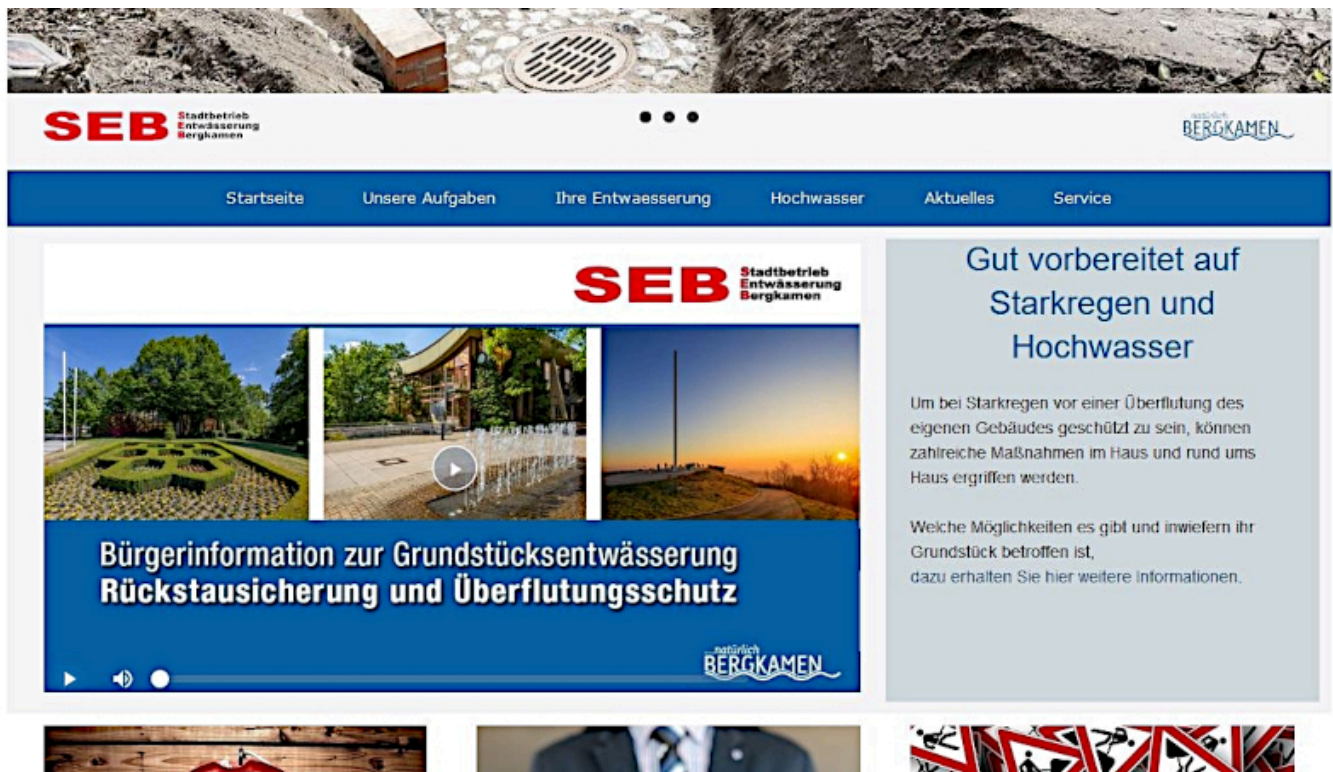 SEB Stadtbetrieb
Entwässerung
Bergkamen
natürlich
BERGKAMEN
Startseite Unsere Aufgaben Ihre Entwaesserung Hochwasser Aktuelles Service
SEB Stadtbetrieb
Entwässerung
Bergkamen
Bürgerinformation zur Grundstücksentwässerung
Rückstausicherung und Überflutungsschutz
...natürlich
BERGKAMEN
Gut vorbereitet auf
Starkregen und
Hochwasser
Um bei Starkregen vor einer Überflutung des
eigenen Gebäudes geschützt zu sein, können
zahlreiche Maßnahmen im Haus und rund ums
Haus ergriffen werden.
Welche Möglichkeiten es gibt und inwiefern ihr
Grundstück betroffen ist,
dazu erhalten Sie hier weitere Informationen.